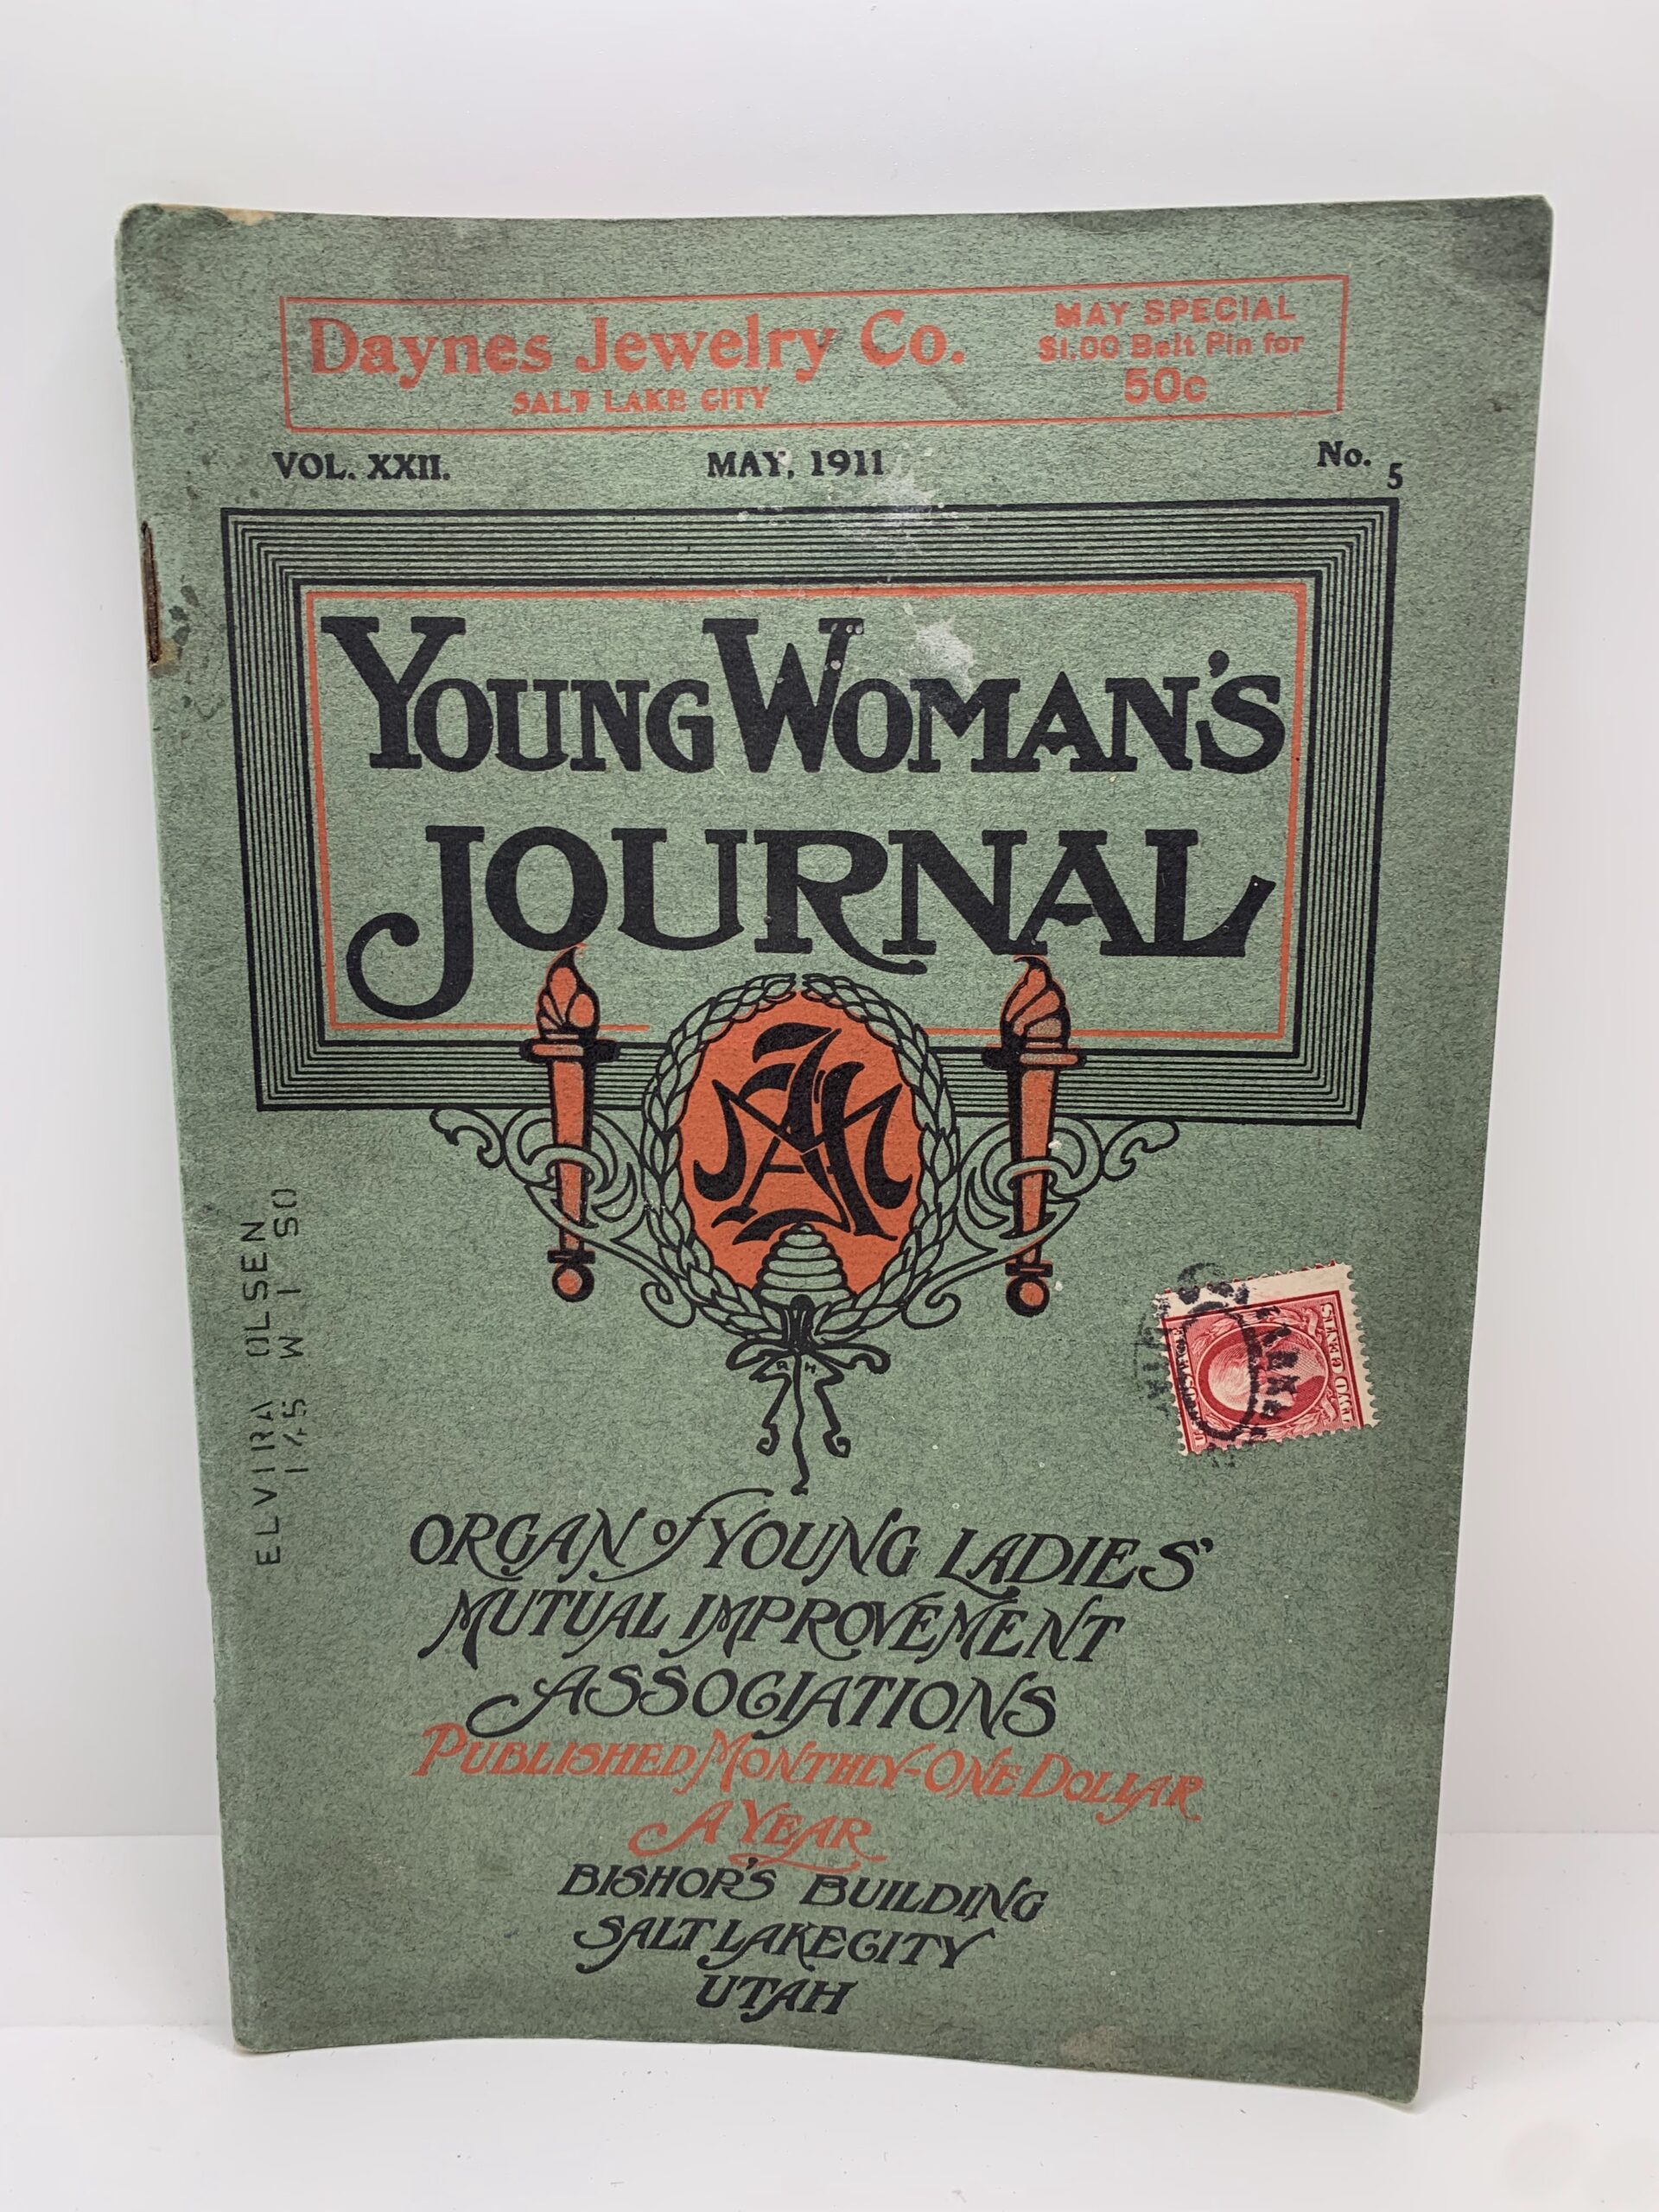 Daynes Jewelry Co.
SALT LAKE CITY
MAY SPECIAL
$1.00 Belt Pin for
50c
VOL. XXII.
MAY, 1911
No. 5
YOUNG WOMAN'S
JOURNAL
ELVIRA OLSEN
145 W 1 SO
ORGAN of YOUNG LADIES'
MUTUAL IMPROVEMENT
ASSOCIATIONS
PUBLISHED MONTHLY-ONE DOLLAR
A YEAR
BISHOP'S BUILDING
SALT LAKE CITY
UTAH